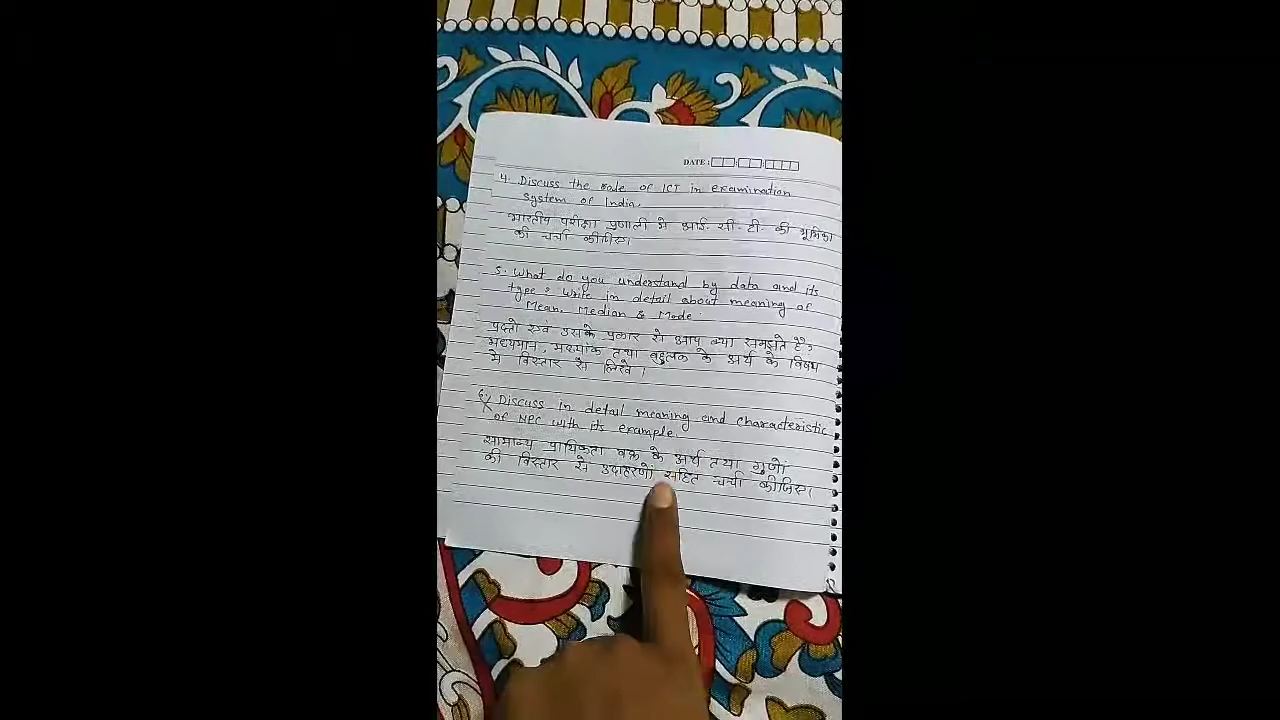 DATE :
4. Discuss the role of ICT in examination
system of India.
भारतीय परीक्षा प्रणाली में आई. सी. टी. की भूमिका
की चर्चा कीजिए।
5. What do you understand by data and its
type? Write in detail about meaning of
Mean, Median & Mode.
प्रदत्तों एवं उसके प्रकार से आप क्या समझते है?
मध्यमान, मध्यांक तथा बहुलक के अर्थ के विषय
में विस्तार से लिखे।
6) Discuss in detail meaning and characteristic
of NPC with its example.
सामान्य प्रायिकता वक्र के अर्थ तथा गुणों
की विस्तार से उदाहरणों सहित चर्चा कीजिए।